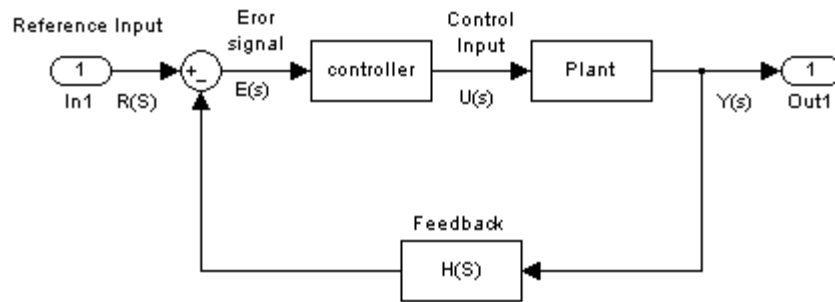 Reference Input
1
In1
R(S)
+
−
Eror
signal
E(s)
controller
Control
Input
U(s)
Plant
Y(s)
1
Out1
Feedback
H(S)